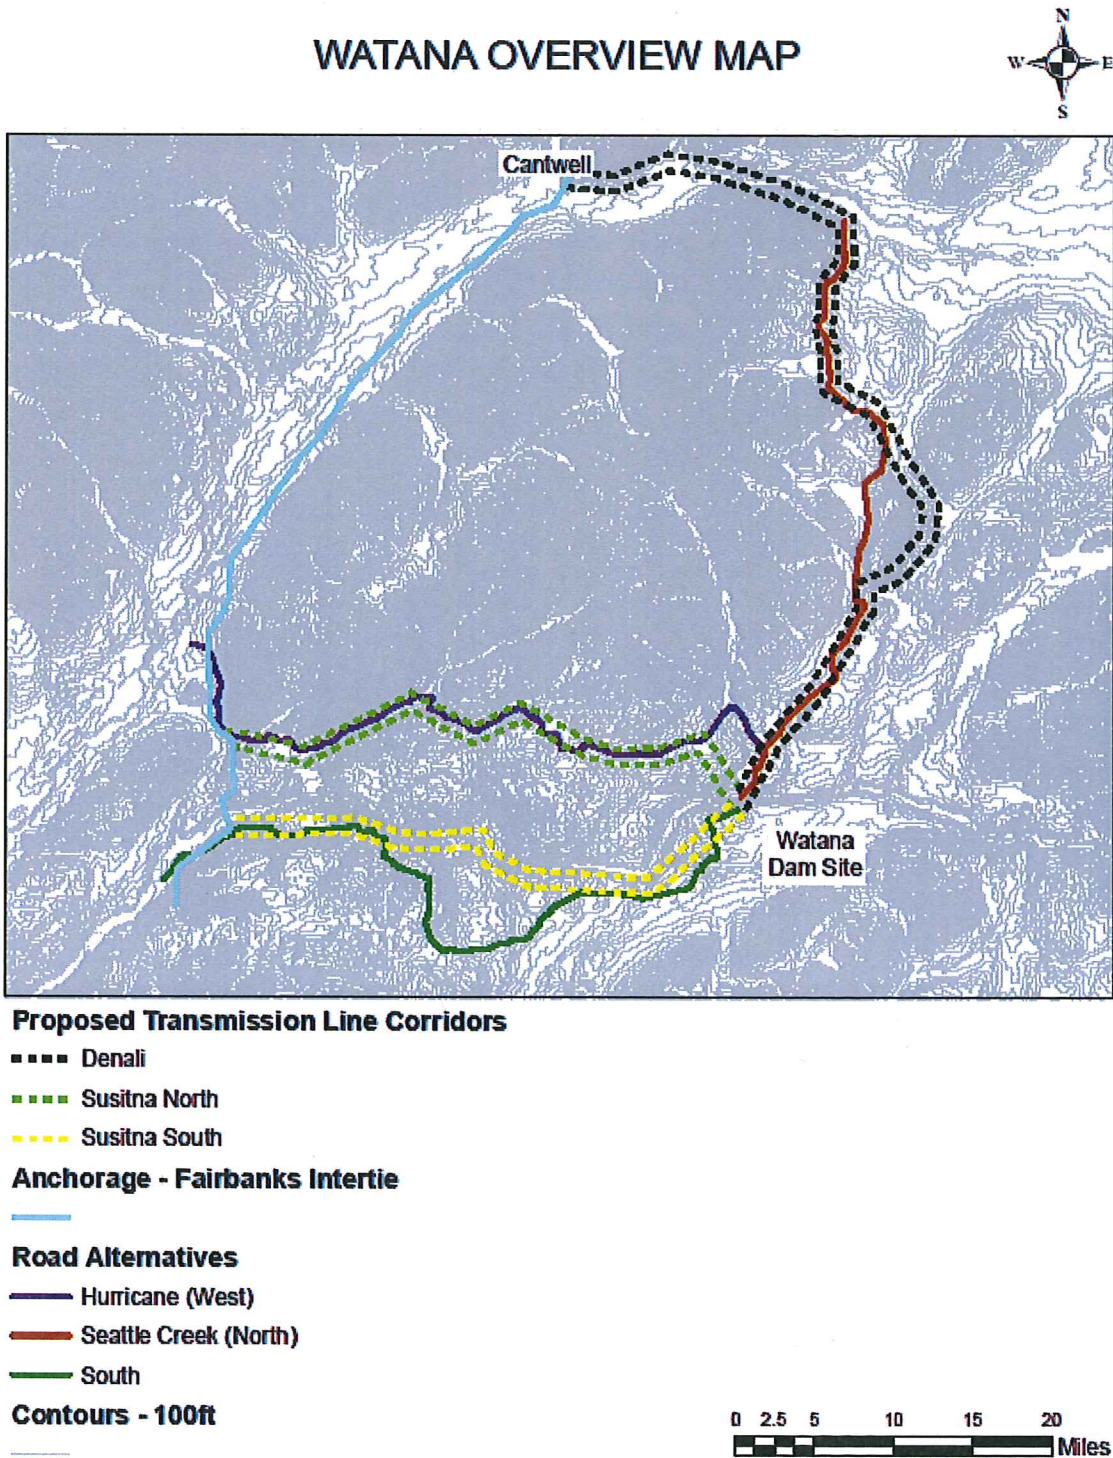 WATANA OVERVIEW MAP
N
W
E
S
Cantwell
Watana
Dam Site
Proposed Transmission Line Corridors
Denali
Susitna North
Susitna South
Anchorage - Fairbanks Intertie
Road Alternatives
Hurricane (West)
Seattle Creek (North)
South
Contours - 100ft
0 2.5 5 10 15 20
Miles